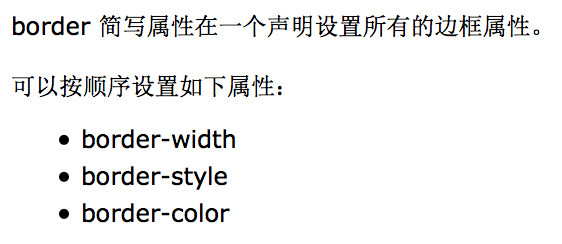 border 简写属性在一个声明设置所有的边框属性。
可以按顺序设置如下属性：
• border-width
• border-style
• border-color